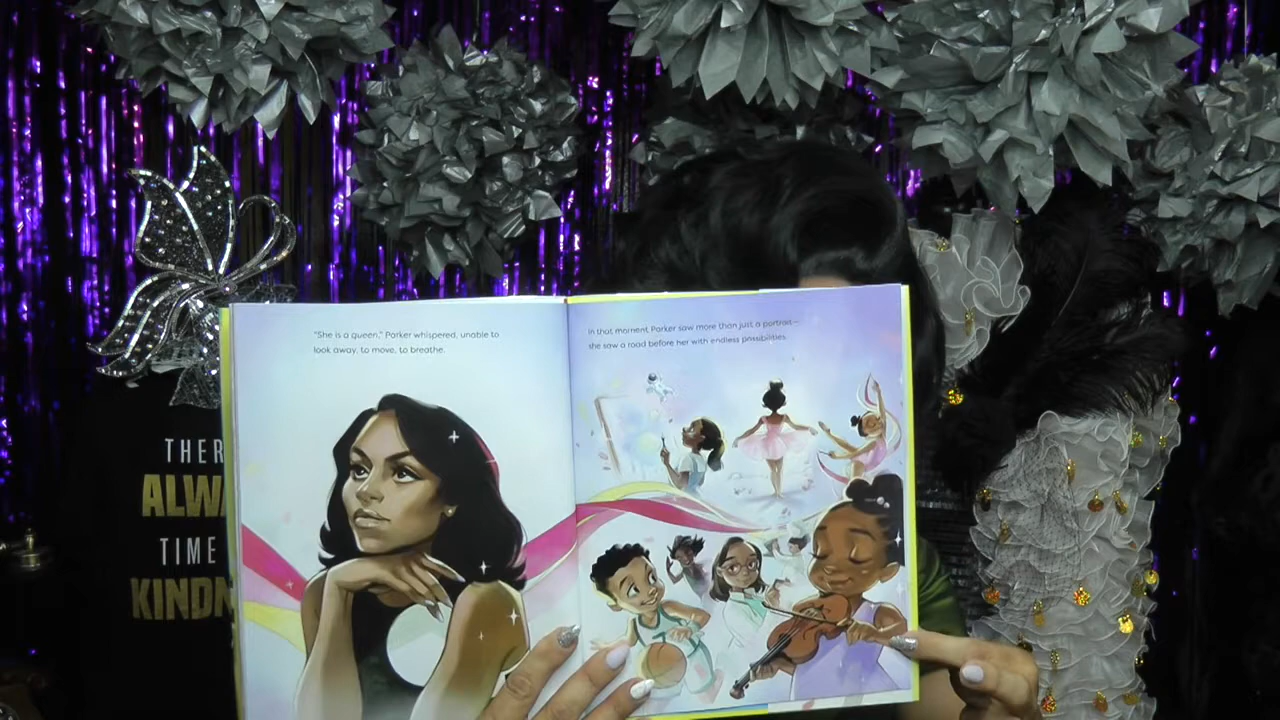 THER
ALWA
TIME
KINDN
"She is a queen," Parker whispered, unable to
look away, to move, to breathe.
In that moment, Parker saw more than just a portrait—
she saw a road before her with endless possibilities.